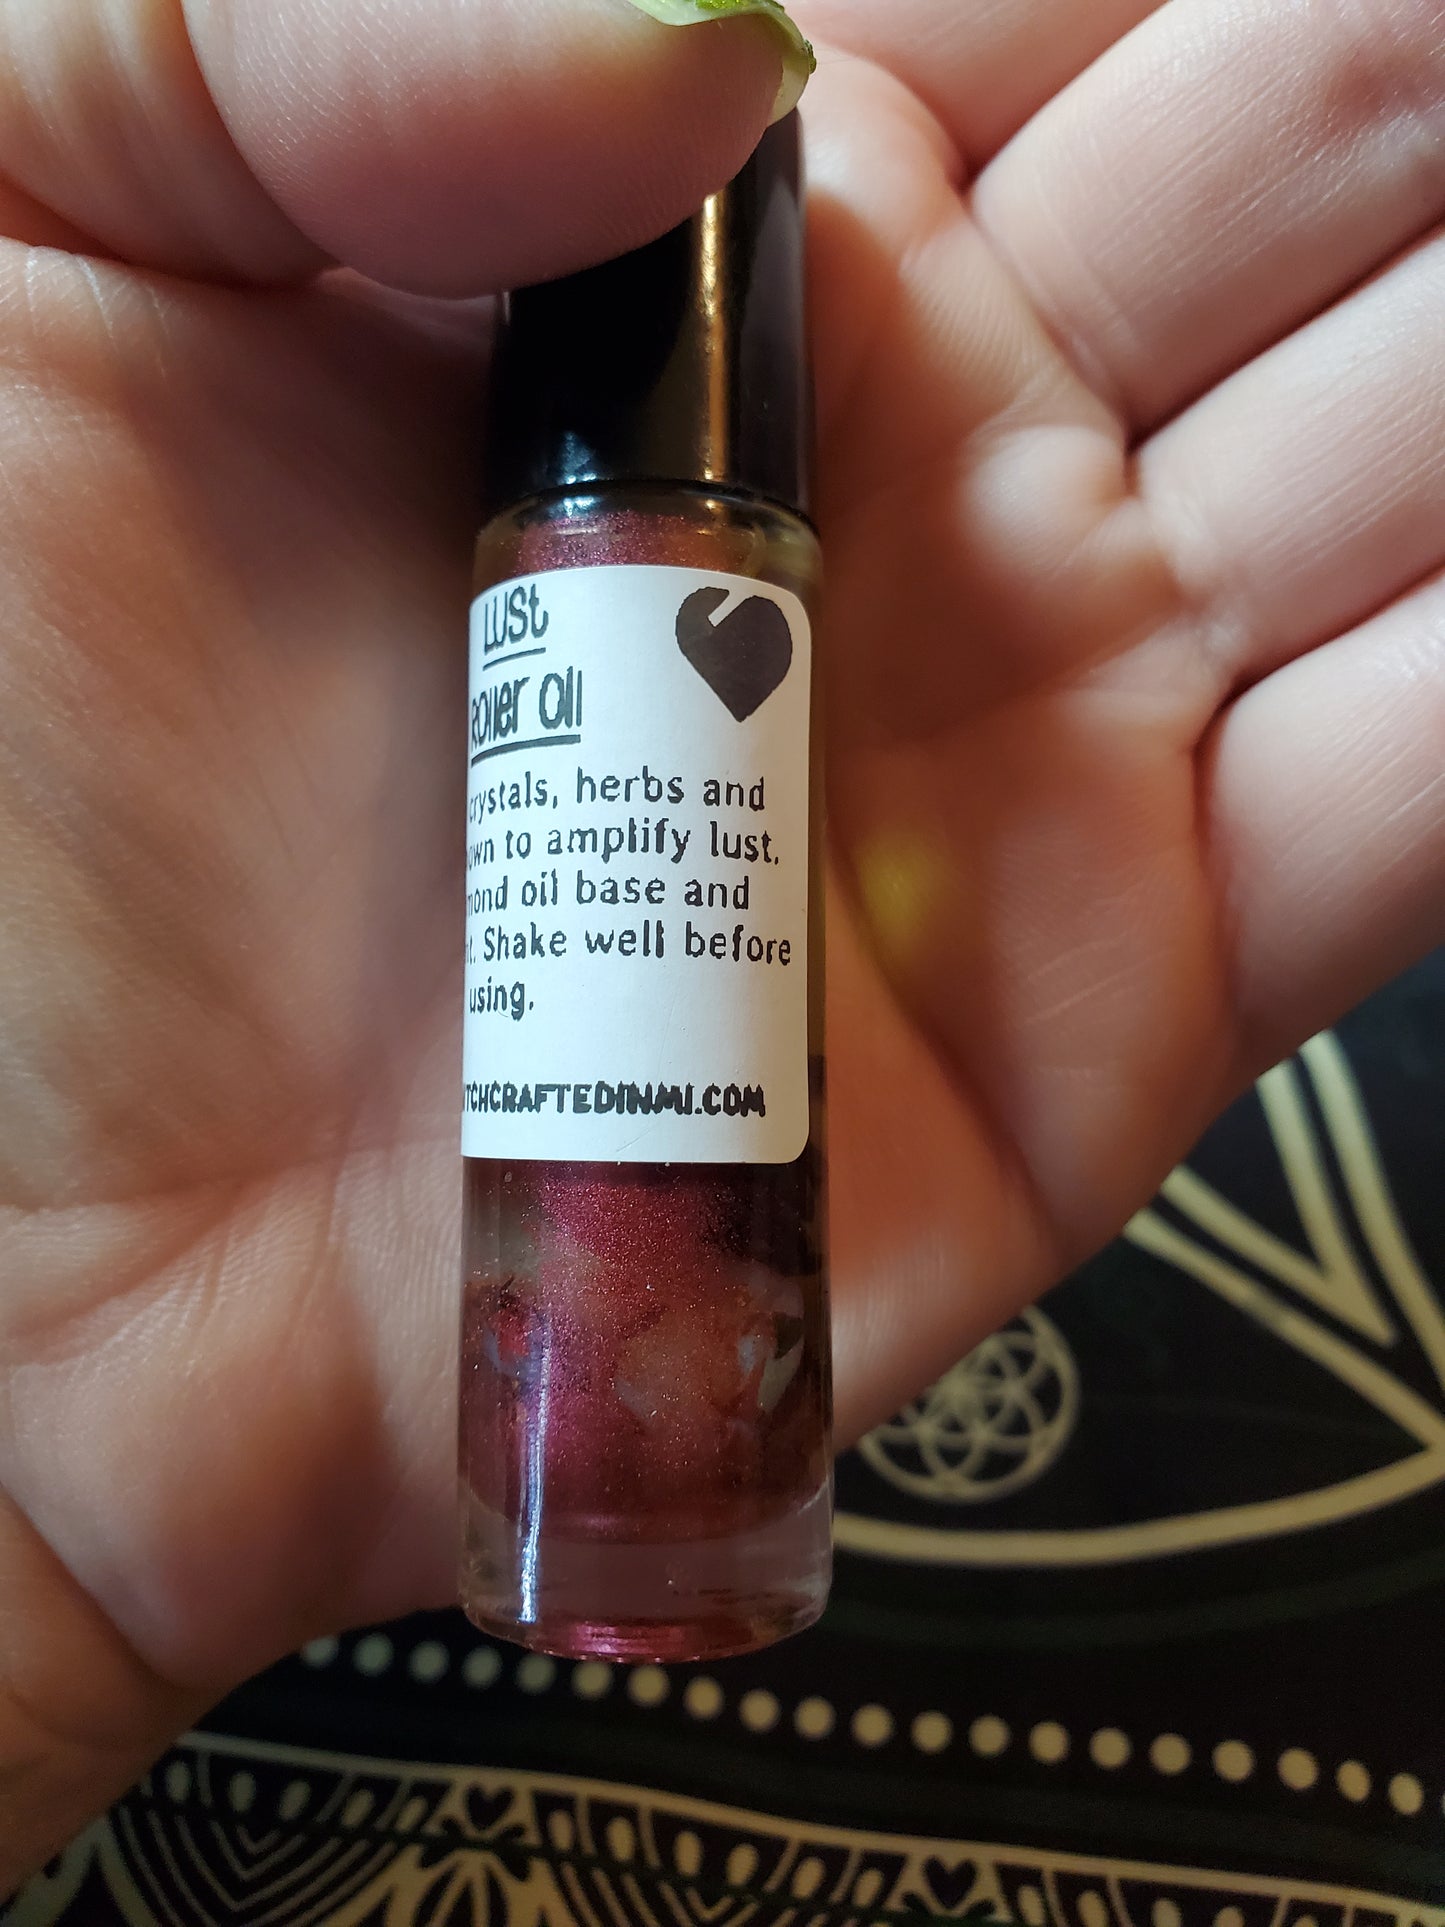 Lust
Roller Oil
crystals, herbs and
own to amplify lust.
mond oil base and
t. Shake well before
using.
TCHCRAFTEDINMI.COM